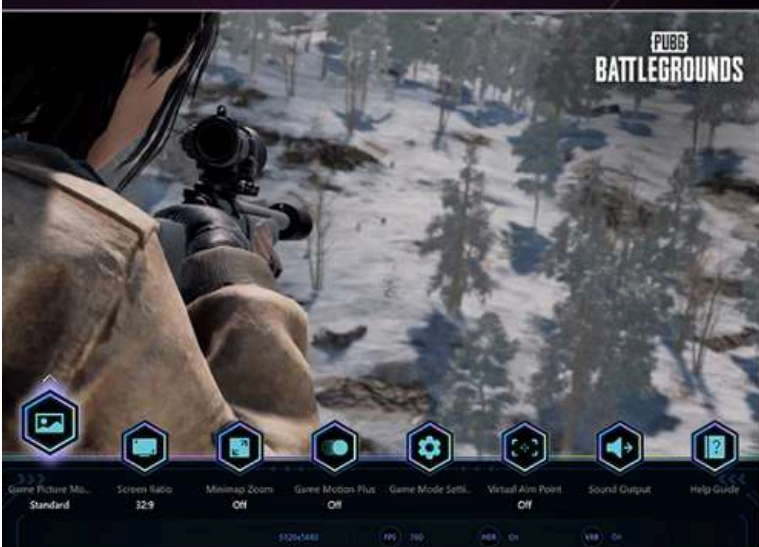 PUBG
BATTLEGROUNDS
Game Picture Mo... Screen Ratio Minimap Zoom Game Motion Plus Game Mode Setti... Virtual Aim Point Sound Output Help Guide
Standard 32:9 Off Off Off
5120x1440 FPS HDR On VRR On